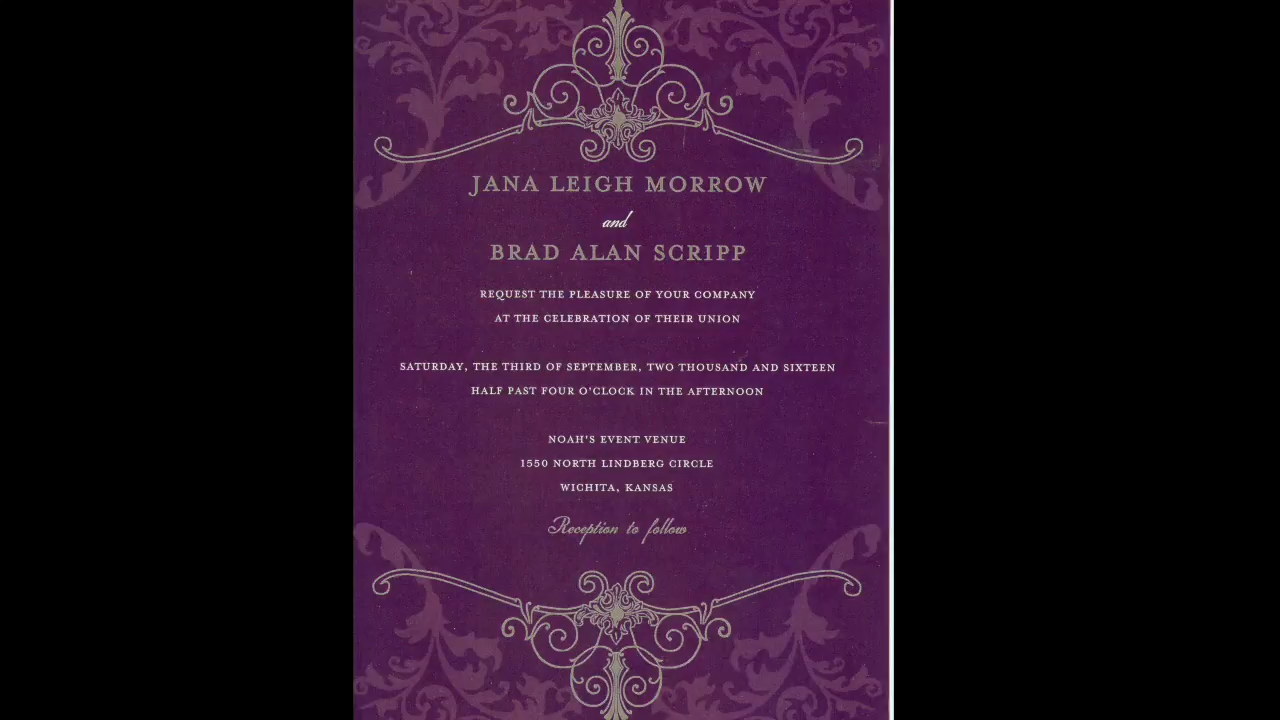 JANA LEIGH MORROW
and
BRAD ALAN SCRIPP
REQUEST THE PLEASURE OF YOUR COMPANY
AT THE CELEBRATION OF THEIR UNION
SATURDAY, THE THIRD OF SEPTEMBER, TWO THOUSAND AND SIXTEEN
HALF PAST FOUR O'CLOCK IN THE AFTERNOON
NOAH'S EVENT VENUE
1550 NORTH LINDBERG CIRCLE
WICHITA, KANSAS
Reception to follow